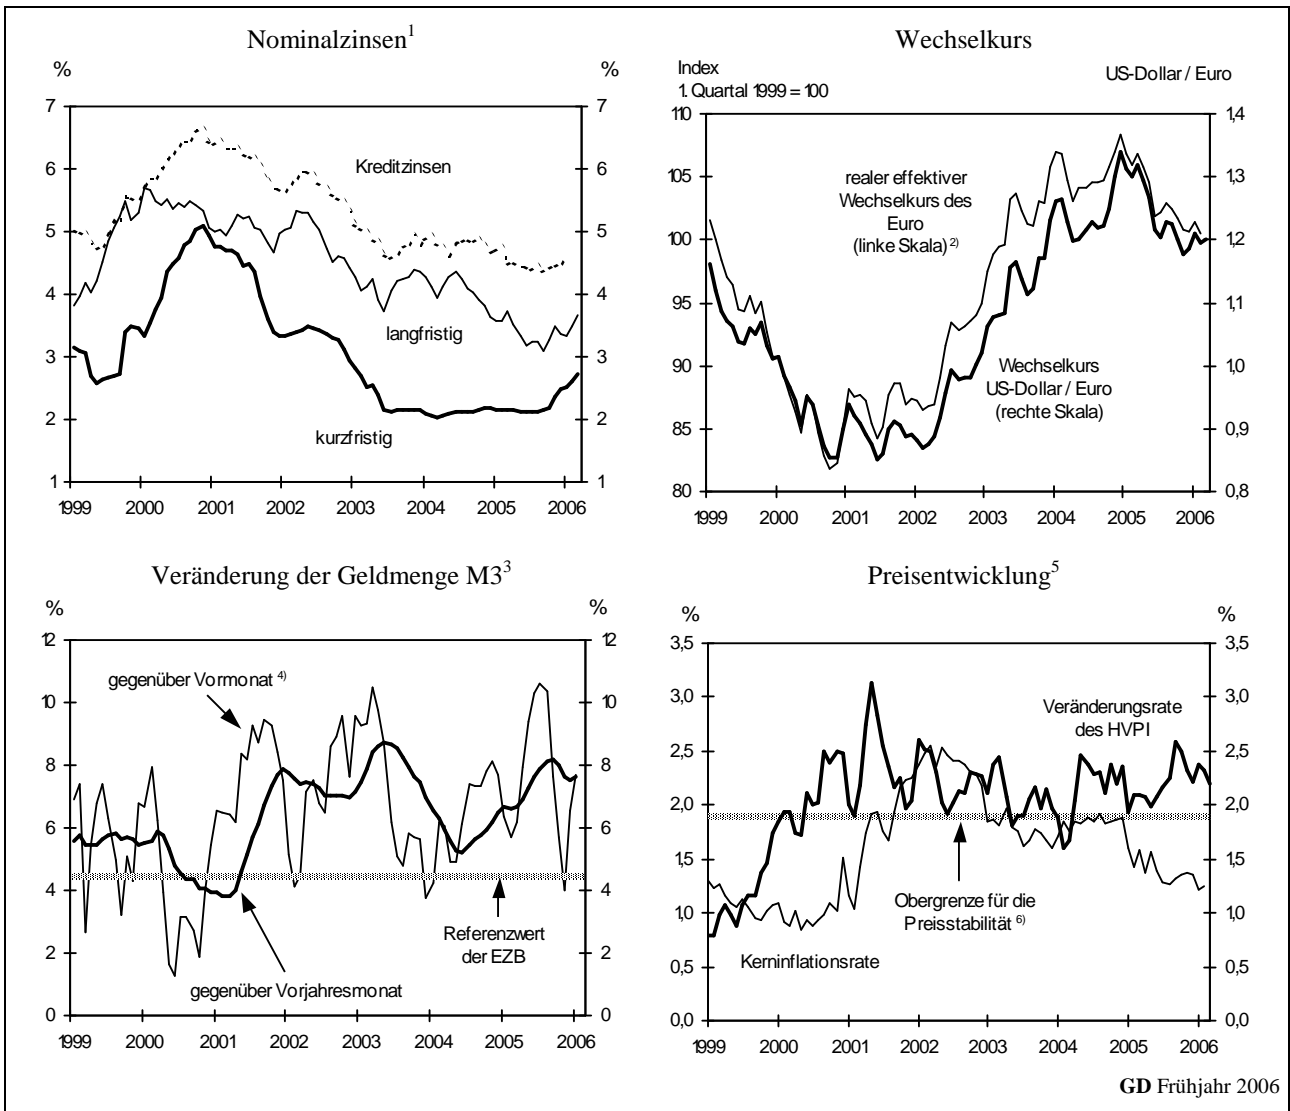 Nominalzinsen1
%
%
7
6
5
4
3
2
1
7
6
5
4
3
2
1
Kreditzinsen
langfristig
kurzfristig
1999 2000 2001 2002 2003 2004 2005 2006
Wechselkurs
Index
1. Quartal 1999 = 100
US-Dollar / Euro
110
105
100
95
90
85
80
1,4
1,3
1,2
1,1
1,0
0,9
0,8
realer effektiver
Wechselkurs des
Euro
(linke Skala) 2)
Wechselkurs
US-Dollar / Euro
(rechte Skala)
1999 2000 2001 2002 2003 2004 2005 2006
Veränderung der Geldmenge M33
%
%
12
10
8
6
4
2
0
12
10
8
6
4
2
0
gegenüber Vormonat 4)
Referenzwert
der EZB
gegenüber Vorjahresmonat
1999 2000 2001 2002 2003 2004 2005 2006
Preisentwicklung5
%
%
3,5
3,0
2,5
2,0
1,5
1,0
0,5
0,0
3,5
3,0
2,5
2,0
1,5
1,0
0,5
0,0
Veränderungsrate
des HVPI
Obergrenze für die
Preisstabilität 6)
Kerninflationsrate
1999 2000 2001 2002 2003 2004 2005 2006
GD Frühjahr 2006